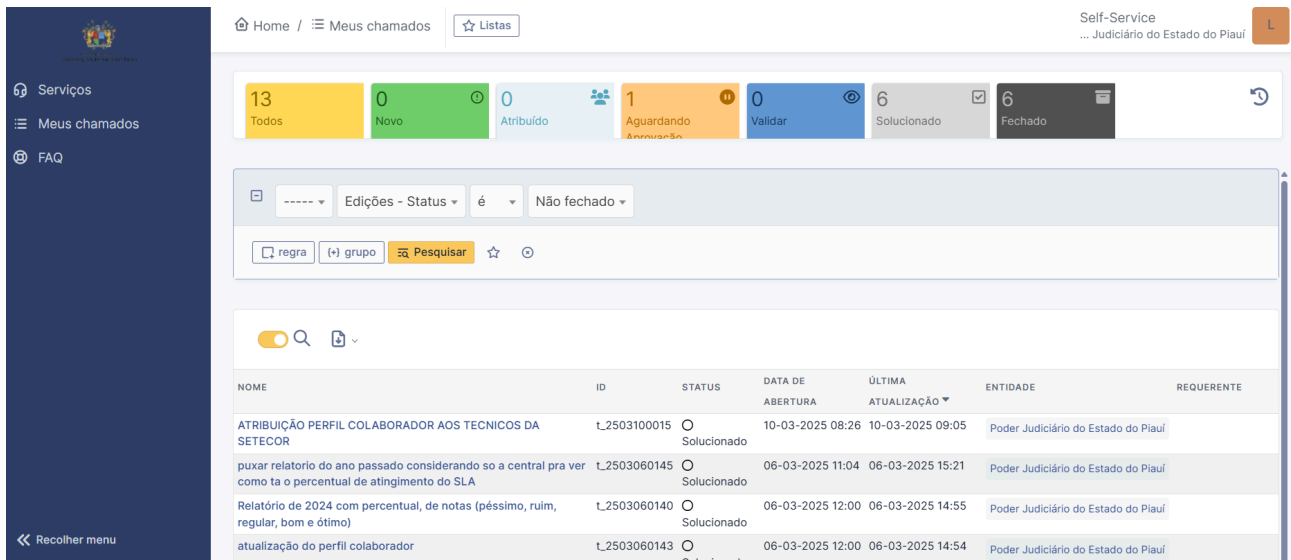 Home / Meus chamados
Listas
Self-Service
... Judiciário do Estado do Piauí
L
Serviços
Meus chamados
FAQ
13
Todos
0
Novo
0
Atribuído
1
Aguardando
Aprovação
0
Validar
6
Solucionado
6
Fechado
----- Edições - Status é Não fechado
regra (+) grupo Pesquisar
NOME ID STATUS DATA DE ABERTURA ÚLTIMA ATUALIZAÇÃO ENTIDADE REQUERENTE
ATRIBUIÇÃO PERFIL COLABORADOR AOS TECNICOS DA SETECOR t_2503100015 Solucionado 10-03-2025 08:26 10-03-2025 09:05 Poder Judiciário do Estado do Piauí
puxar relatorio do ano passado considerando so a central pra ver como ta o percentual de atingimento do SLA t_2503060145 Solucionado 06-03-2025 11:04 06-03-2025 15:21 Poder Judiciário do Estado do Piauí
Relatório de 2024 com percentual, de notas (péssimo, ruim, regular, bom e ótimo) t_2503060140 Solucionado 06-03-2025 12:00 06-03-2025 14:55 Poder Judiciário do Estado do Piauí
atualização do perfil colaborador t_2503060143 06-03-2025 12:00 06-03-2025 14:54 Poder Judiciário do Estado do Piauí
Recolher menu